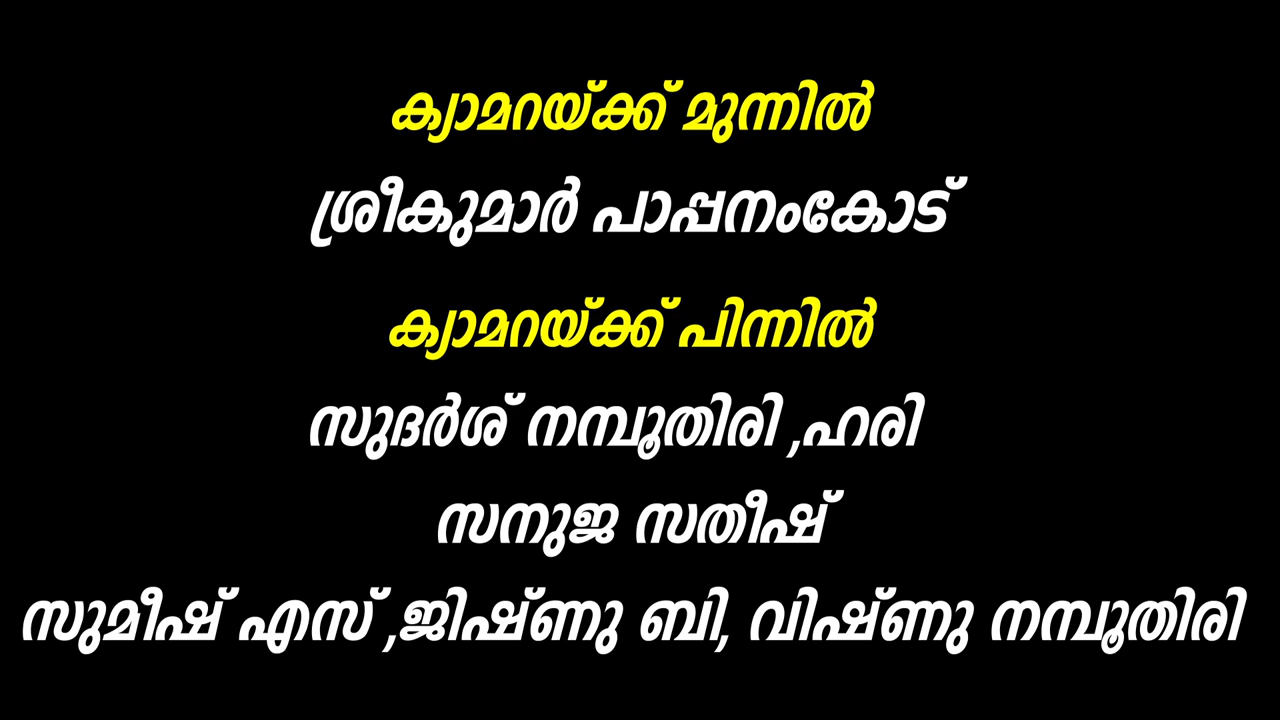 ക്യാമറയ്ക്ക് മുന്നിൽ
ശ്രീകുമാർ പാപ്പനംകോട്
ക്യാമറയ്ക്ക് പിന്നിൽ
സുദർശ് നമ്പൂതിരി ,ഹരി
സനുജ സതീഷ്
സുമീഷ് എസ് ,ജിഷ്ണു ബി, വിഷ്ണു നമ്പൂതിരി